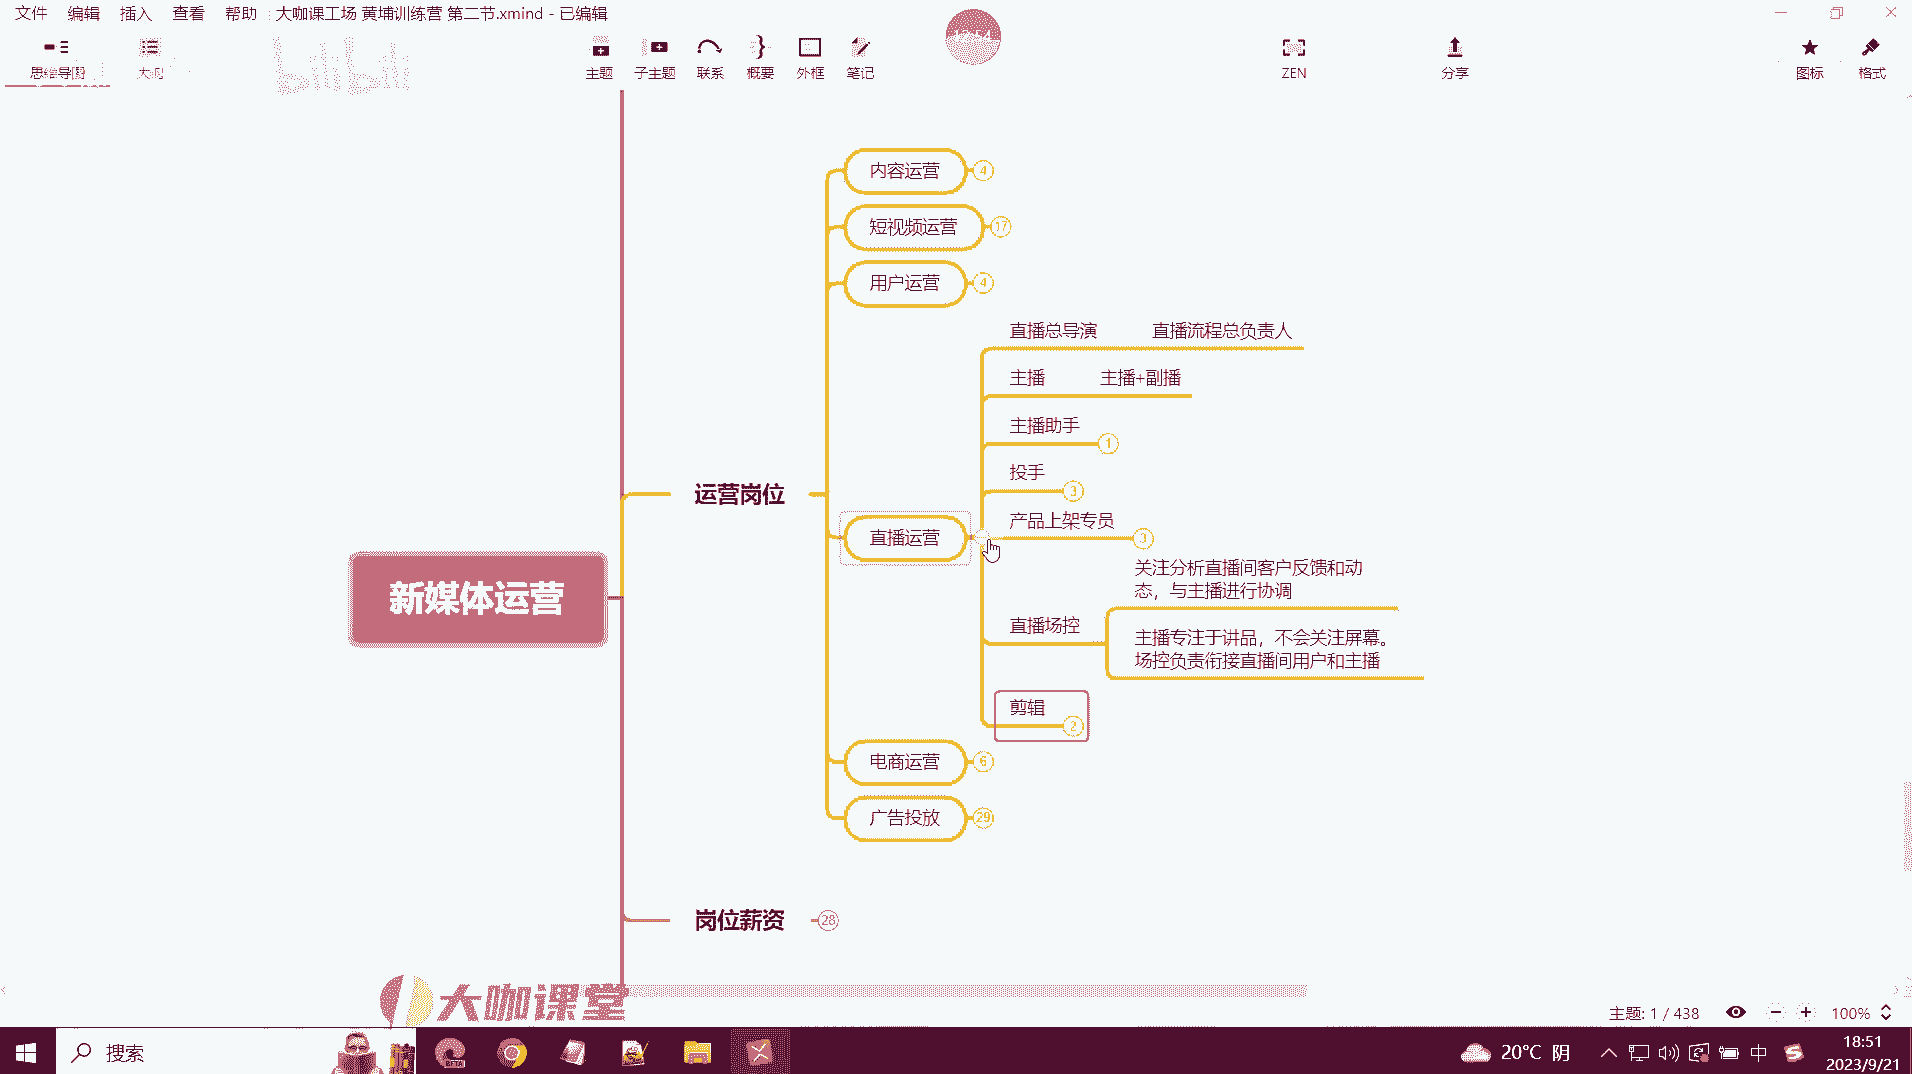 文件 编辑 插入 查看 帮助 大咖课工场 黄埔训练营 第二节.xmind - 已编辑
思维导图 大纲 bilibili 主题 子主题 联系 概要 外框 笔记 ZEN 分享 图标 格式
内容运营 4
短视频运营 17
用户运营 4
直播总导演 直播流程总负责人
主播 主播+副播
主播助手 1
投手 3
运营岗位
产品上架专员 3
直播运营
关注分析直播间客户反馈和动
态，与主播进行协调
新媒体运营
直播场控
主播专注于讲品，不会关注屏幕。
场控负责衔接直播间用户和主播
剪辑 2
电商运营 6
广告投放 29
岗位薪资 28
大咖课堂
主题: 1 / 438 100%
搜索 20°C 阴 中 18:51
2023/9/21